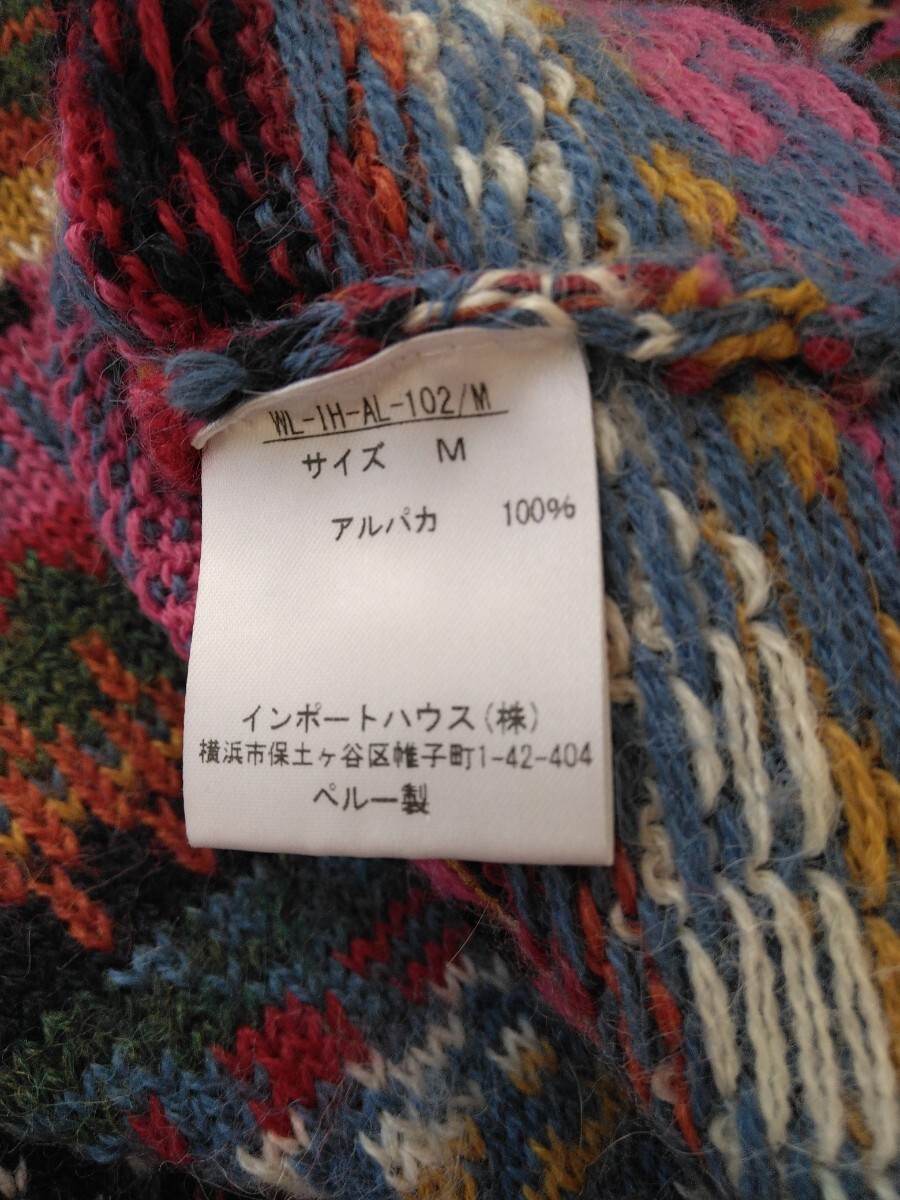 WL-IH-AL-102/M
サイズ M
アルパカ 100%
インポートハウス(株)
横浜市保土ヶ谷区帷子町1-42-404
ペルー製